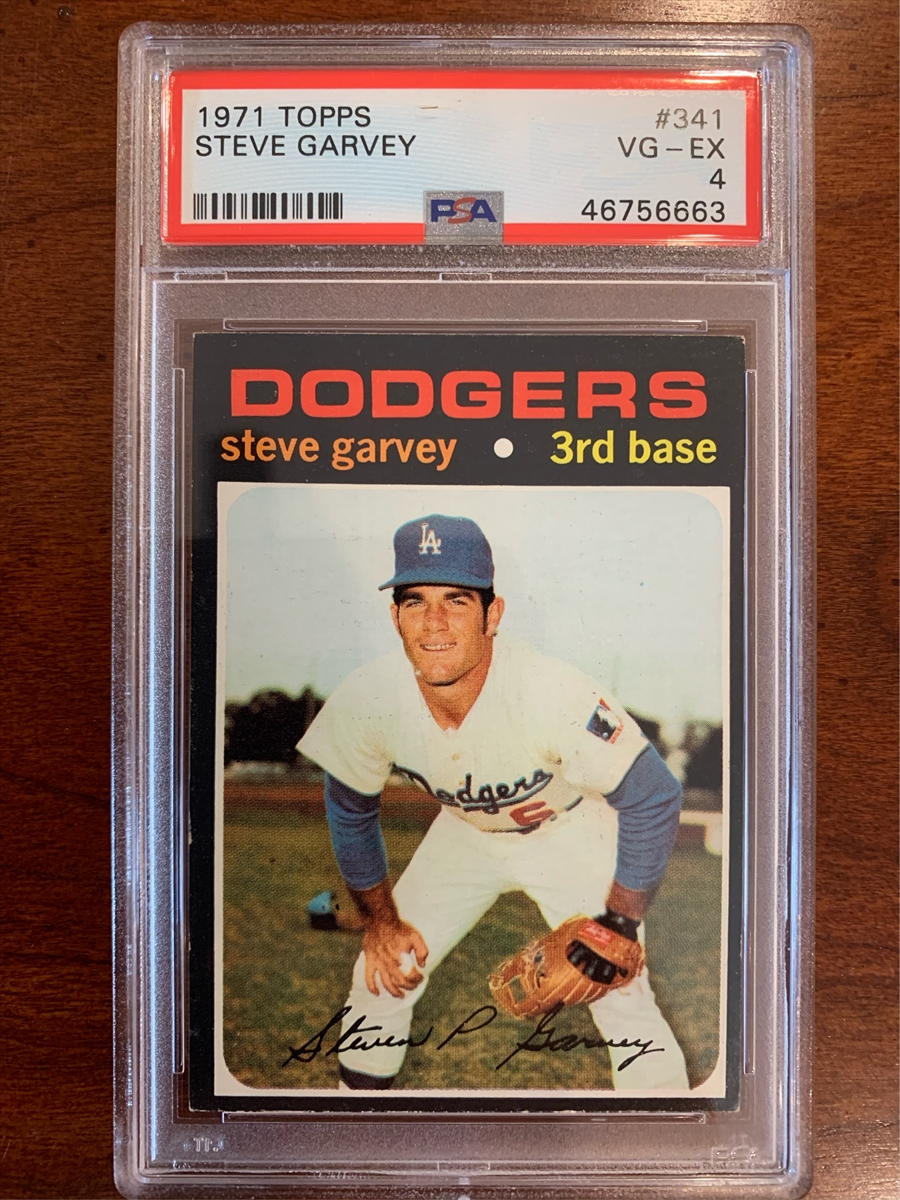 1971 TOPPS #341
STEVE GARVEY VG – EX
4
PSA 46756663
DODGERS
steve garvey • 3rd base
LA
Dodgers
Steven P Garvey